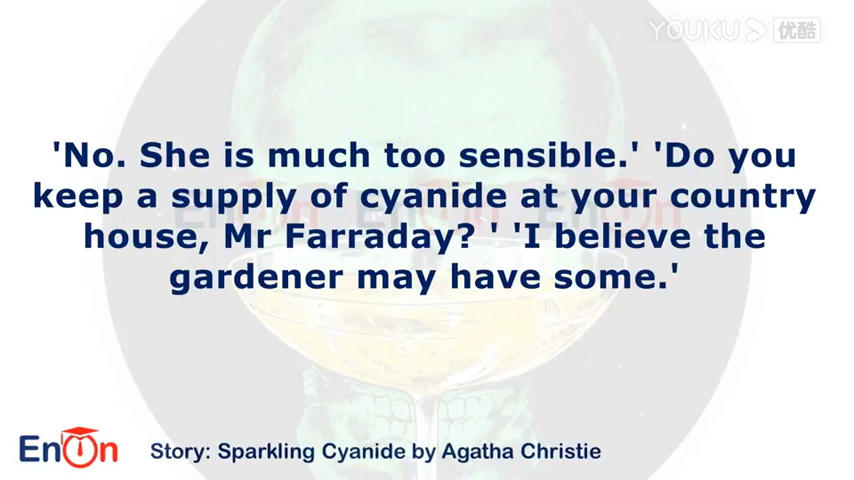 YOUKU 优酷
'No. She is much too sensible.' 'Do you
keep a supply of cyanide at your country
house, Mr Farraday? ' 'I believe the
gardener may have some.'
EnOn
Story: Sparkling Cyanide by Agatha Christie